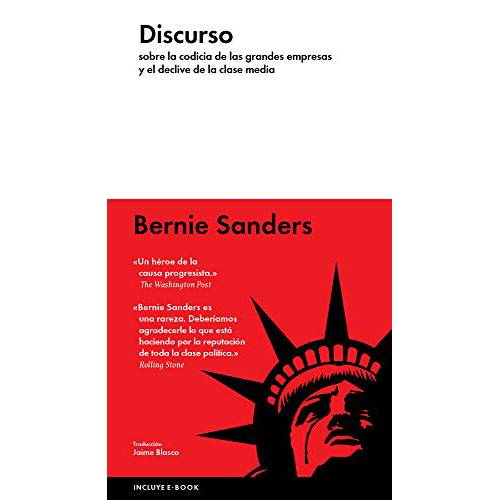 Discurso
sobre la codicia de las grandes empresas
y el declive de la clase media
Bernie Sanders
«Un héroe de la
causa progresista.»
The Washington Post
«Bernie Sanders es
una rareza. Deberíamos
agradecerle lo que está
haciendo por la reputación
de toda la clase política.»
Rolling Stone
Traducción
Jaime Blasco
INCLUYE E-BOOK